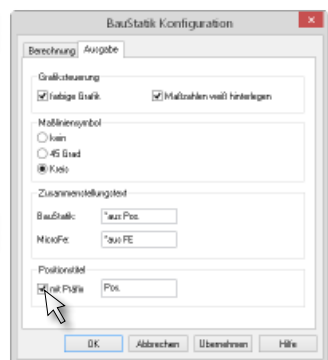 BauStatik Konfiguration
Berechnung Ausgabe
Grafiksteuerung
farbige Grafik Maßzahlen weiß hinterlegen
Maßliniensymbol
kein
45 Grad
Kreis
Zusammenstellungstext
BauStatik: "aus Pos.
MicroFe: "aus FE
Positionstitel
mit Präfix Pos.
OK Abbrechen Übernehmen Hilfe